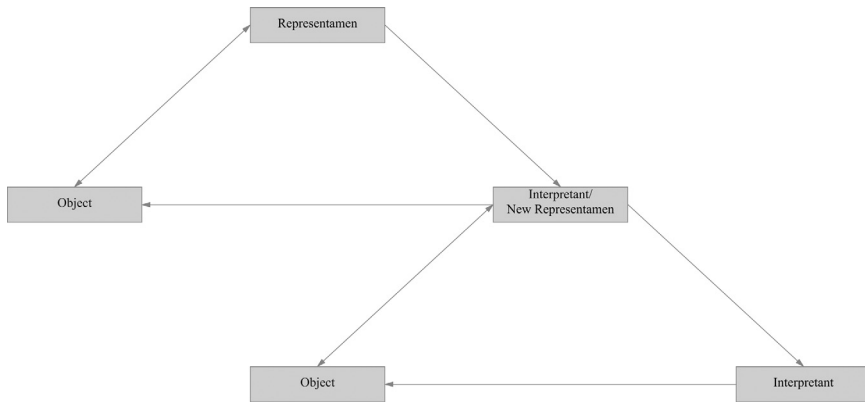 Representamen
Object
Interpretant/
New Representamen
Object
Interpretant